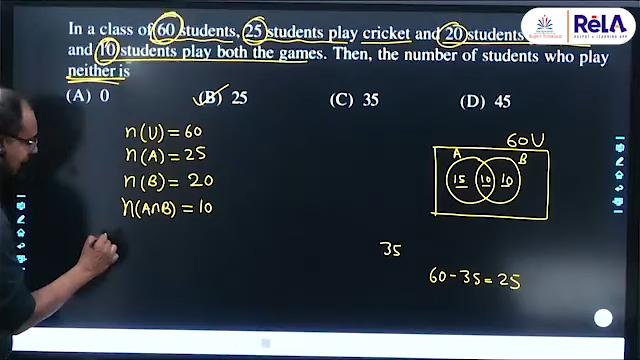 ReLA
In a class of 60 students, 25 students play cricket and 20 students
and 10 students play both the games. Then, the number of students who play
neither is
(A) 0 (B) 25 (C) 35 (D) 45
n(U) = 60
n(A) = 25
n(B) = 20
n(A∩B) = 10
60 U
A B
15 10 10
35
60 - 35 = 25